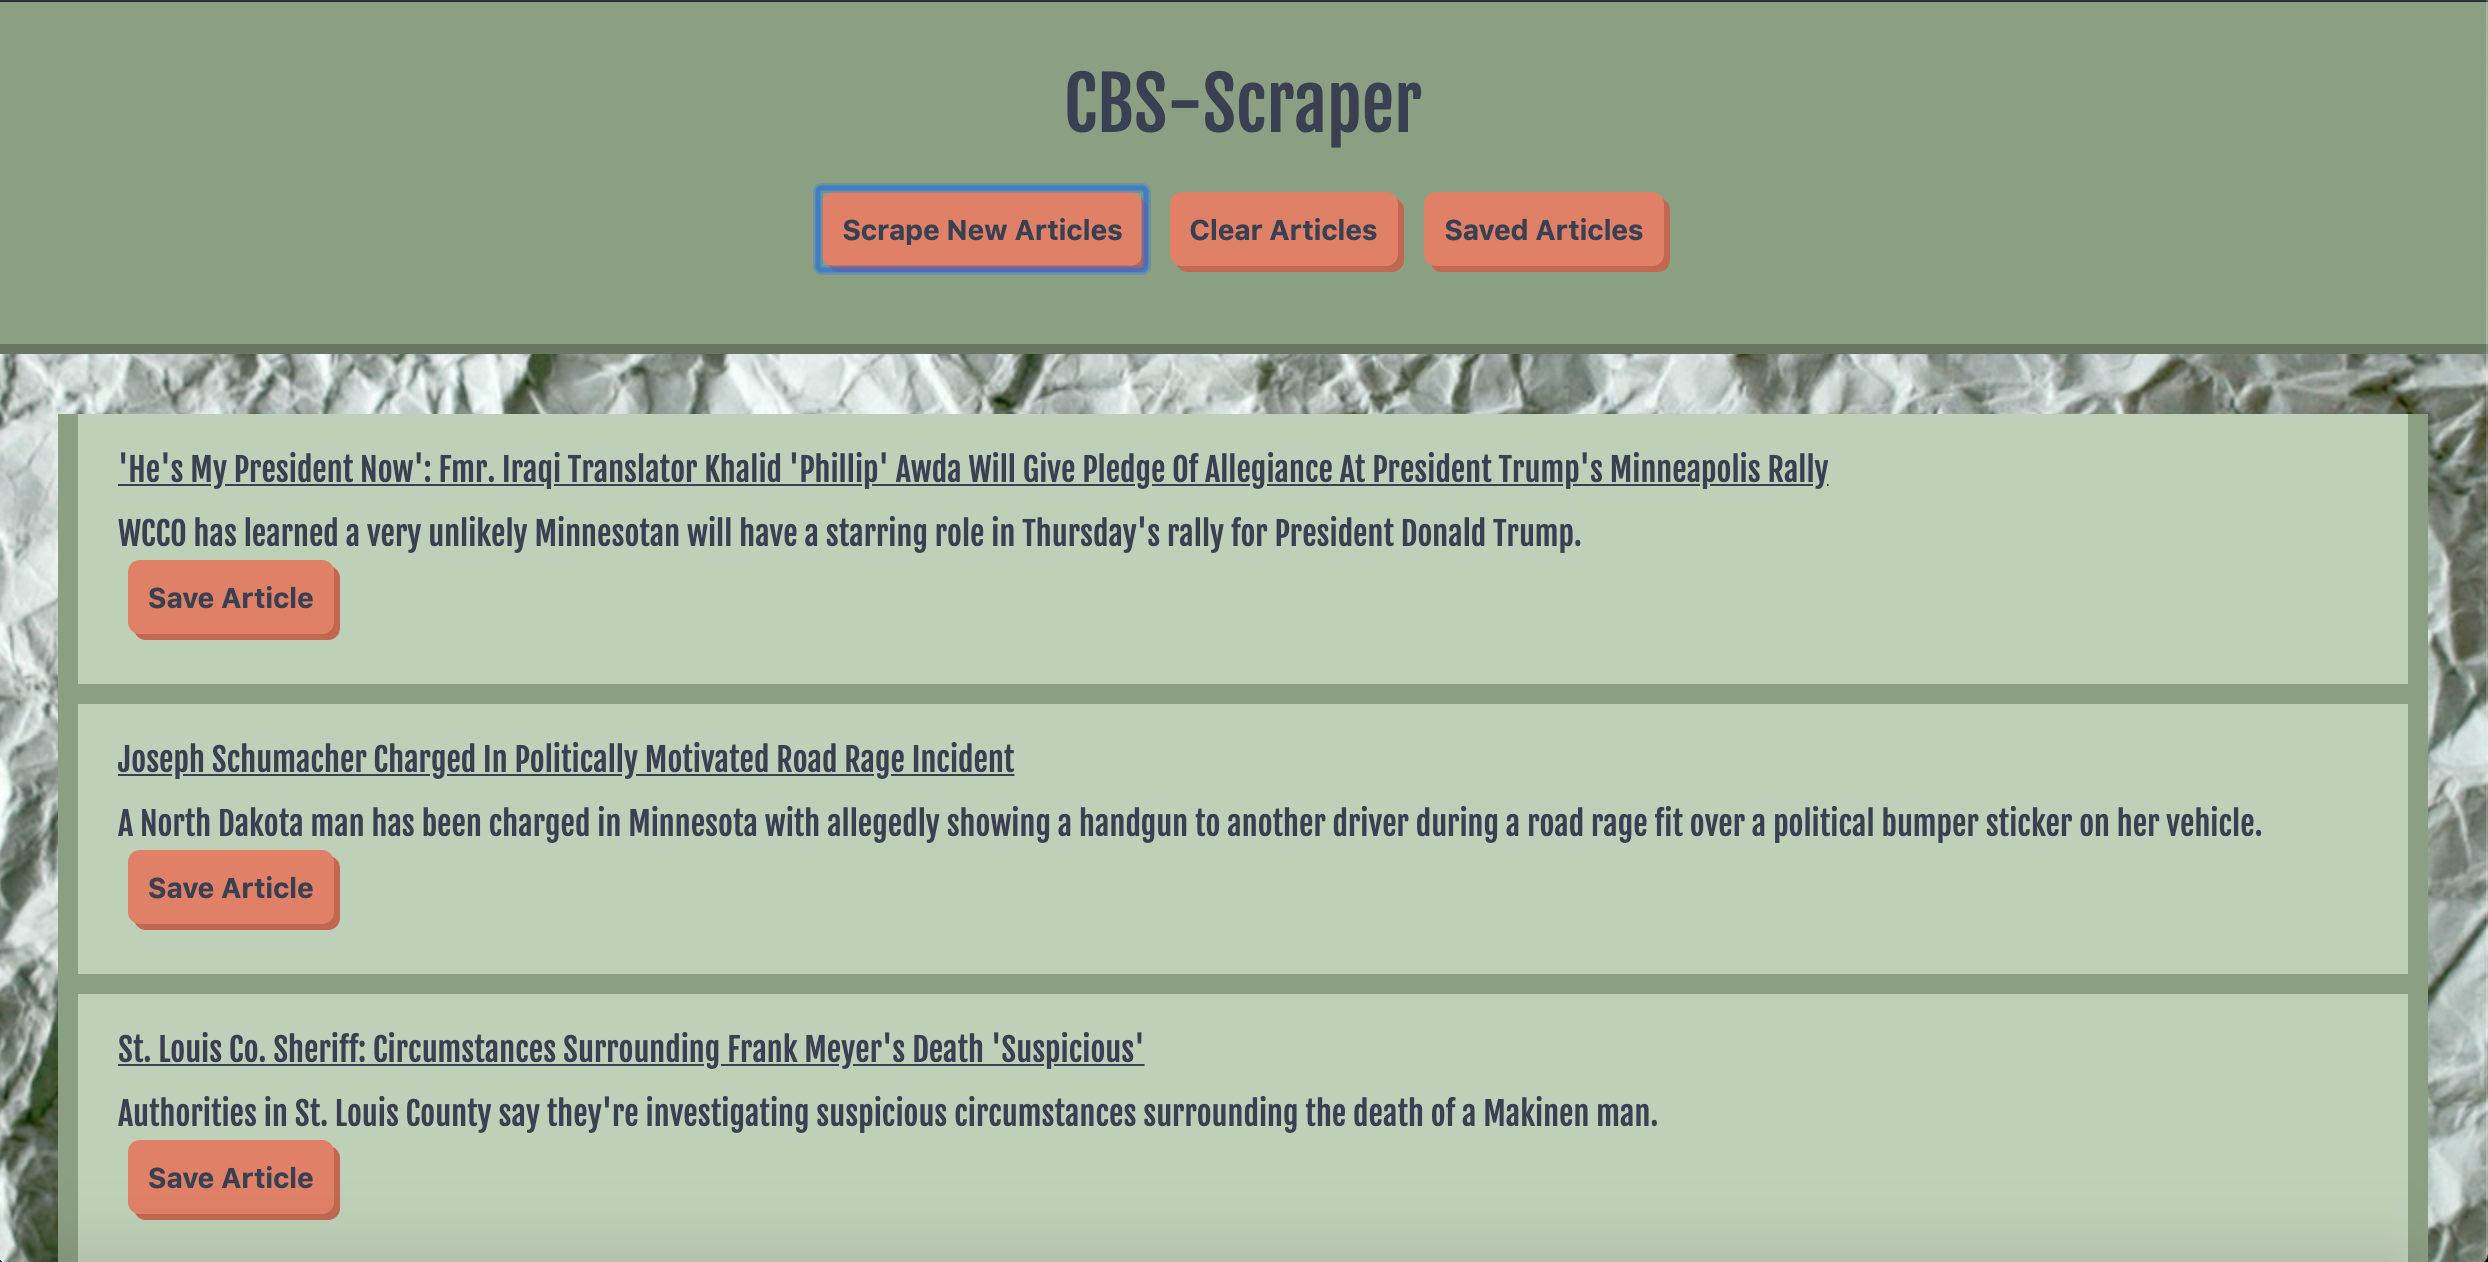 CBS-Scraper
Scrape New Articles
Clear Articles
Saved Articles
'He's My President Now': Fmr. Iraqi Translator Khalid 'Phillip' Awda Will Give Pledge Of Allegiance At President Trump's Minneapolis Rally
WCCO has learned a very unlikely Minnesotan will have a starring role in Thursday's rally for President Donald Trump.
Save Article
Joseph Schumacher Charged In Politically Motivated Road Rage Incident
A North Dakota man has been charged in Minnesota with allegedly showing a handgun to another driver during a road rage fit over a political bumper sticker on her vehicle.
Save Article
St. Louis Co. Sheriff: Circumstances Surrounding Frank Meyer's Death 'Suspicious'
Authorities in St. Louis County say they're investigating suspicious circumstances surrounding the death of a Makinen man.
Save Article